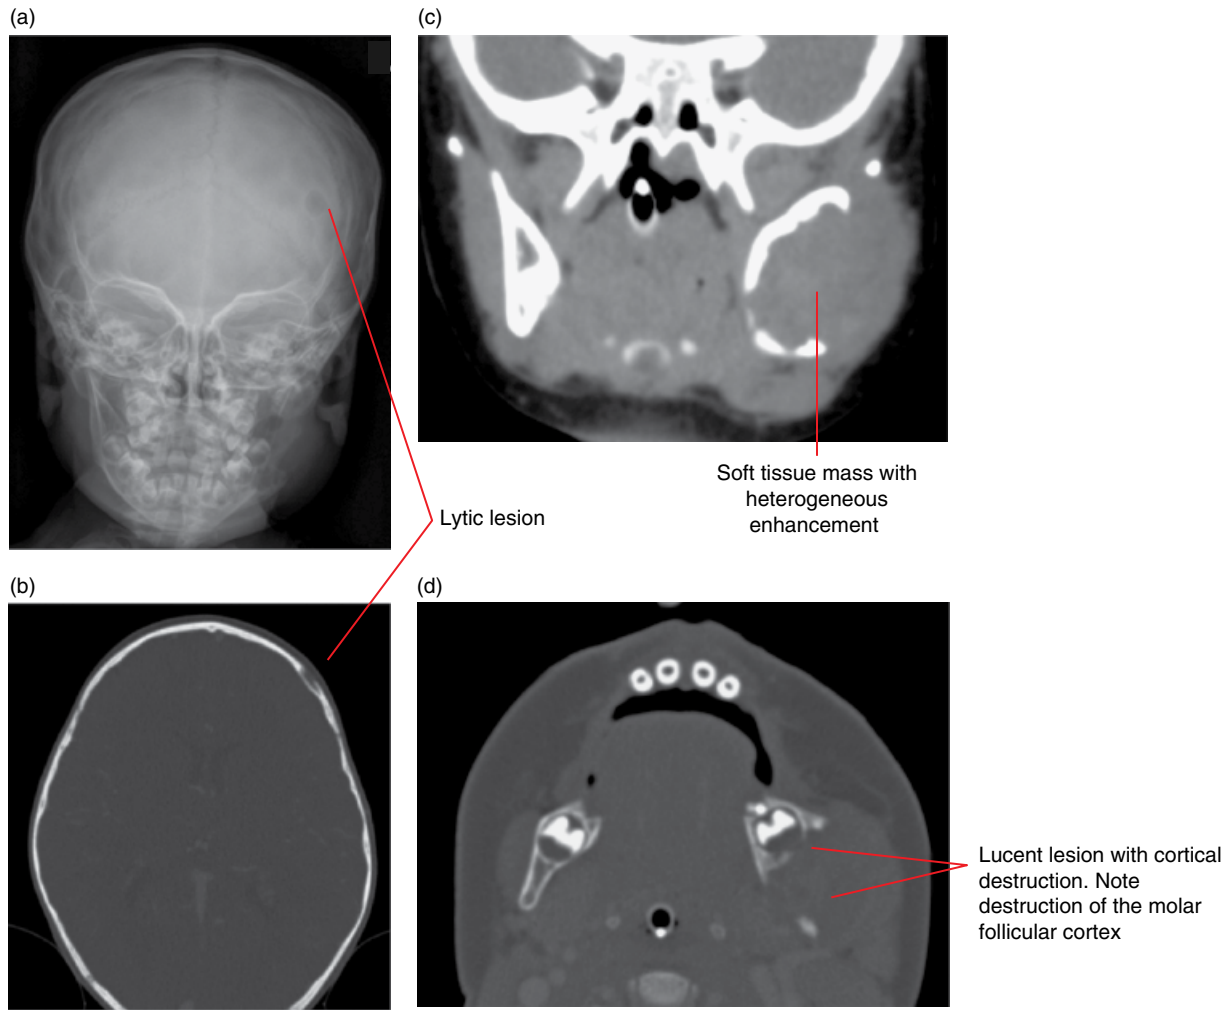 (a)
(c)
Soft tissue mass with
heterogeneous
enhancement
Lytic lesion
(b)
(d)
Lucent lesion with cortical
destruction. Note
destruction of the molar
follicular cortex